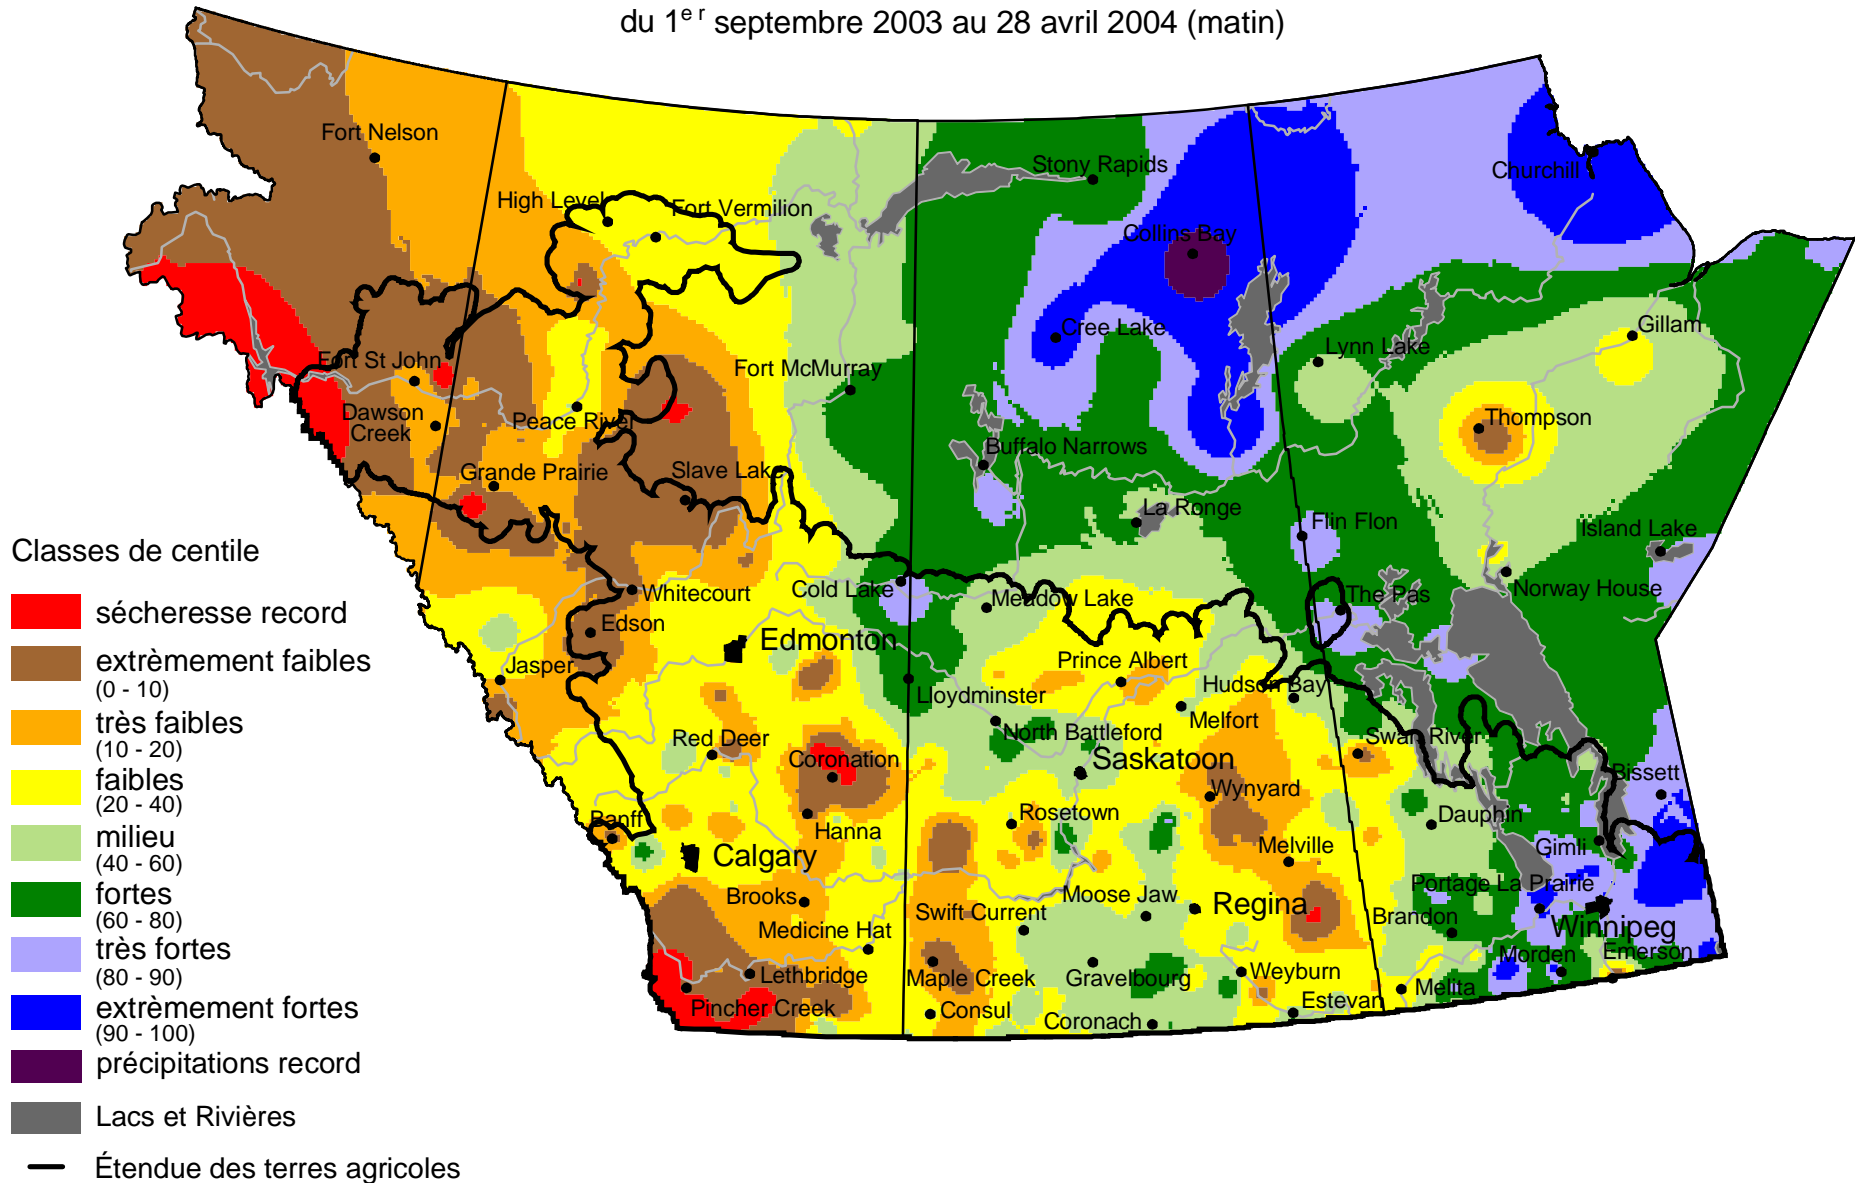 du 1er septembre 2003 au 28 avril 2004 (matin)
Fort Nelson
Stony Rapids
Churchill
High Level
Fort Vermilion
Collins Bay
Cree Lake
Gillam
Lynn Lake
Fort St John
Fort McMurray
Dawson
Creek
Peace River
Thompson
Buffalo Narrows
Grande Prairie
Slave Lake
La Ronge
Flin Flon
Island Lake
Whitecourt
Cold Lake
Meadow Lake
The Pas
Norway House
Edson
Edmonton
Jasper
Prince Albert
Hudson Bay
Lloydminster
Melfort
North Battleford
Red Deer
Swan River
Coronation
Saskatoon
Bissett
Wynyard
Banff
Hanna
Rosetown
Dauphin
Calgary
Melville
Gimli
Brooks
Moose Jaw
Portage La Prairie
Swift Current
Regina
Brandon
Medicine Hat
Winnipeg
Lethbridge
Maple Creek
Gravelbourg
Weyburn
Morden
Emerson
Pincher Creek
Consul
Coronach
Estevan
Melita
Classes de centile
sécheresse record
extrèmement faibles
(0 - 10)
très faibles
(10 - 20)
faibles
(20 - 40)
milieu
(40 - 60)
fortes
(60 - 80)
très fortes
(80 - 90)
extrèmement fortes
(90 - 100)
précipitations record
Lacs et Rivières
Étendue des terres agricoles